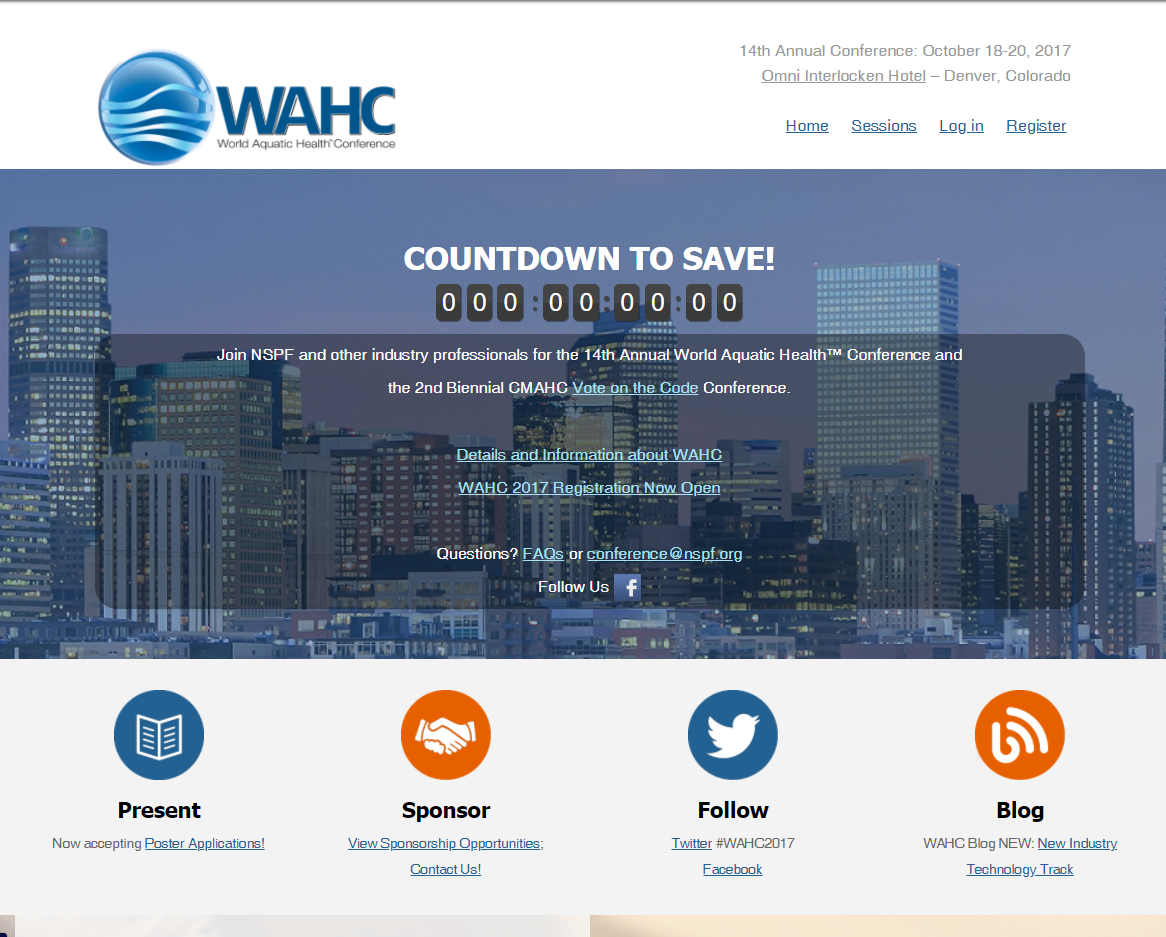 WAHC
World Aquatic Health™Conference
14th Annual Conference: October 18-20, 2017
Omni Interlocken Hotel – Denver, Colorado
Home Sessions Log in Register
COUNTDOWN TO SAVE!
000:00:00:00
Join NSPF and other industry professionals for the 14th Annual World Aquatic Health™ Conference and
the 2nd Biennial CMAHC Vote on the Code Conference.
Details and Information about WAHC
WAHC 2017 Registration Now Open
Questions? FAQs or conference@nspf.org
Follow Us f
Present
Now accepting Poster Applications!
Sponsor
View Sponsorship Opportunities;
Contact Us!
Follow
Twitter #WAHC2017
Facebook
Blog
WAHC Blog NEW: New Industry
Technology Track